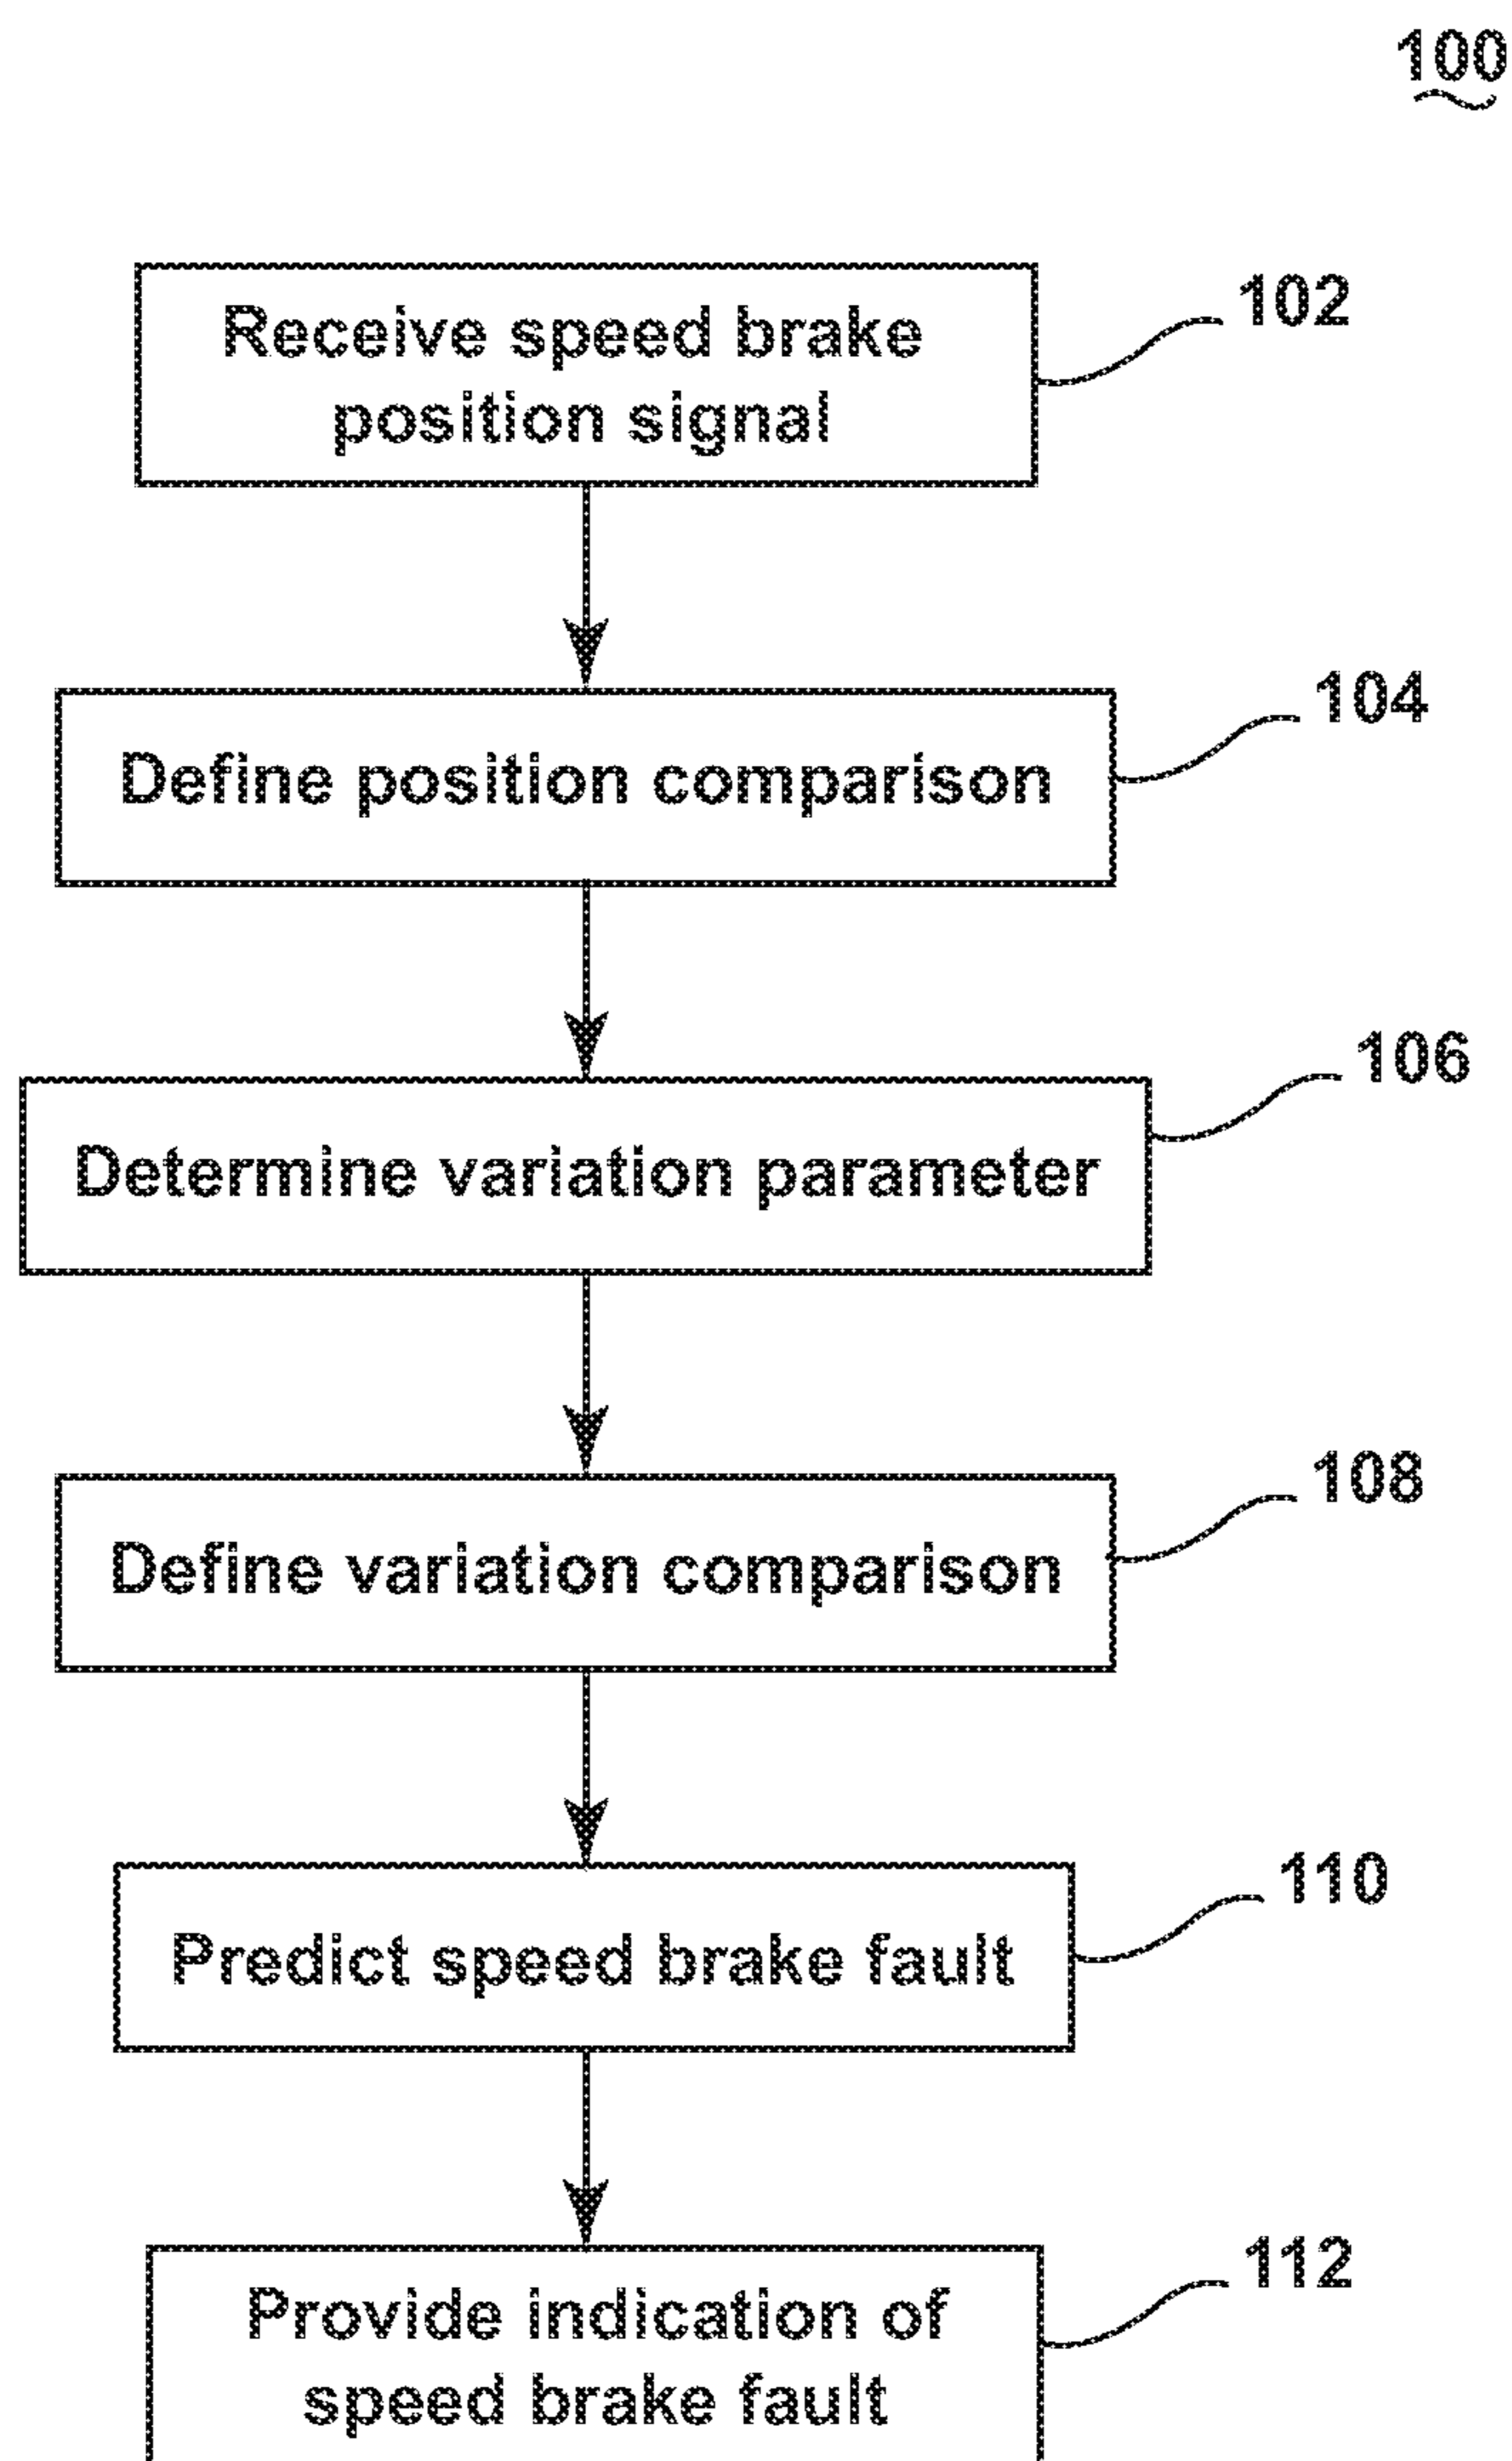 100
Receive speed brake
position signal
102
Define position comparison
104
Determine variation parameter
106
Define variation comparison
108
Predict speed brake fault
110
Provide indication of
speed brake fault
112